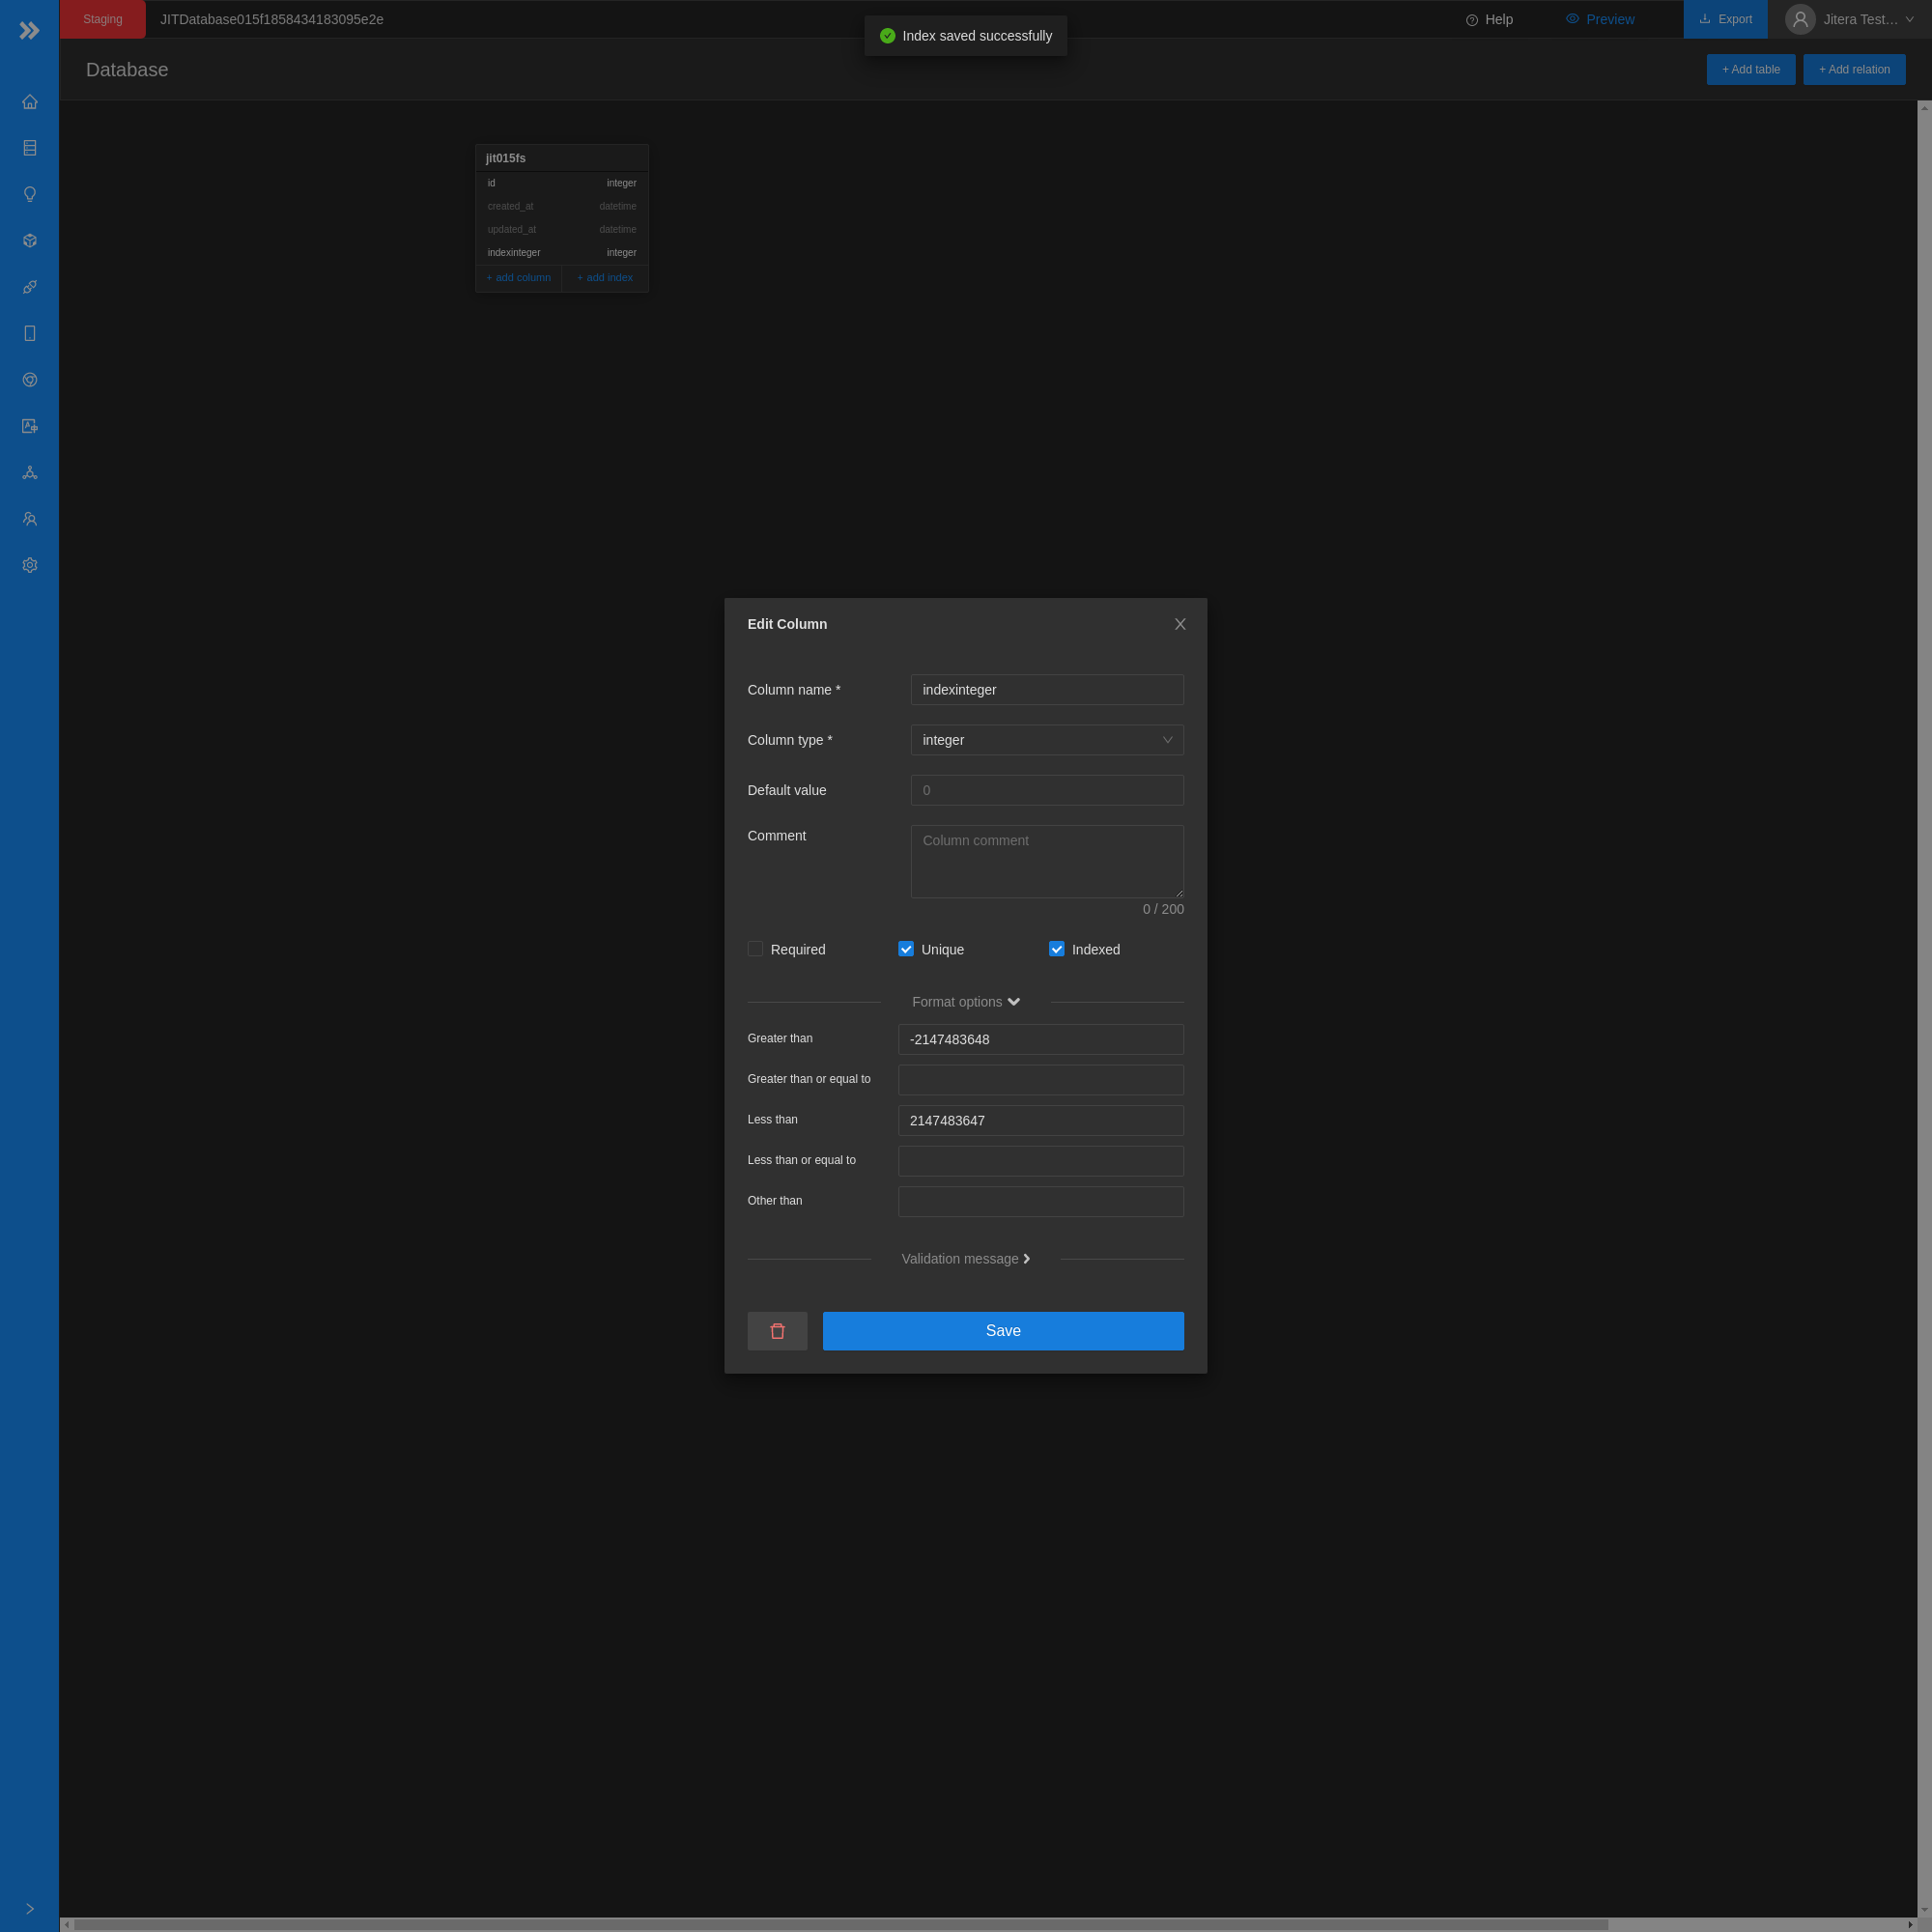 Staging
JITDatabase015f1858434183095e2e
Index saved successfully
Help
Preview
Export
Jitera Test…
Database
+ Add table
+ Add relation
jit015fs
id integer
created_at datetime
updated_at datetime
indexinteger integer
+ add column
+ add index
Edit Column
Column name *
indexinteger
Column type *
integer
Default value
0
Comment
Column comment
0 / 200
Required
Unique
Indexed
Format options
Greater than
-2147483648
Greater than or equal to
Less than
2147483647
Less than or equal to
Other than
Validation message
Save